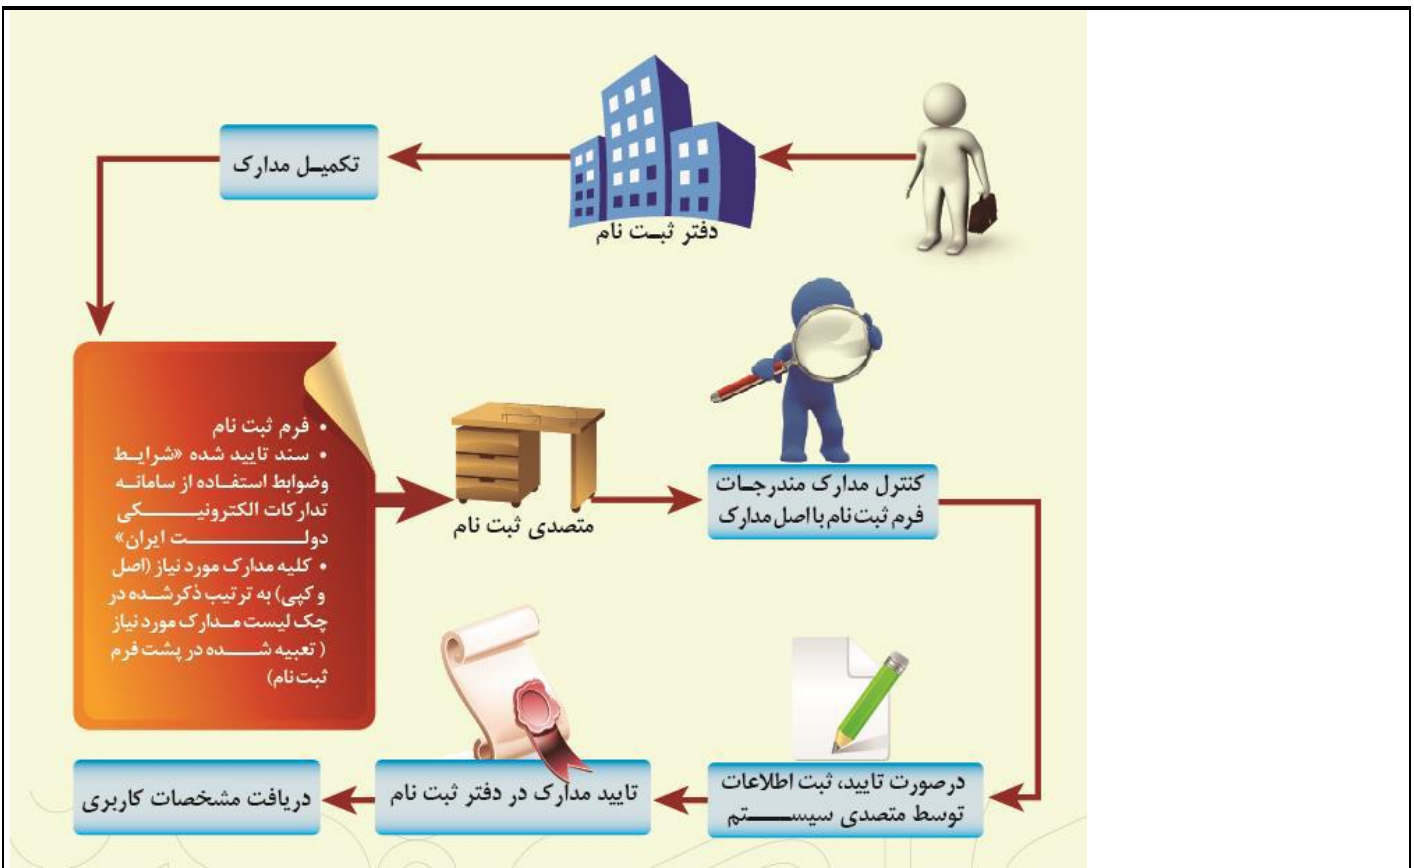 دفتر ثبت نام
تکمیل مدارک
• فرم ثبت نام
• سند تایید شده «شرایط
وضوابط استفاده از سامانه
تدارکات الکترونیکی
دولت ایران»
• کلیه مدارک مورد نیاز (اصل
و کپی) به ترتیب ذکرشده در
چک لیست مدارک مورد نیاز
( تعبیه شده در پشت فرم
ثبت نام)
متصدی ثبت نام
کنترل مدارک مندرجات
فرم ثبت نام با اصل مدارک
درصورت تایید، ثبت اطلاعات
توسط متصدی سیستم
تایید مدارک در دفتر ثبت نام
دریافت مشخصات کاربری